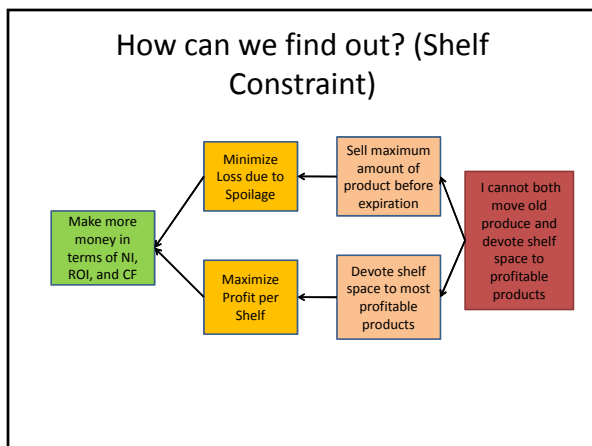 How can we find out? (Shelf
Constraint)
Minimize
Loss due to
Spoilage
Sell maximum
amount of
product before
expiration
I cannot both
move old
produce and
devote shelf
space to
profitable
products
Make more
money in
terms of NI,
ROI, and CF
Maximize
Profit per
Shelf
Devote shelf
space to most
profitable
products